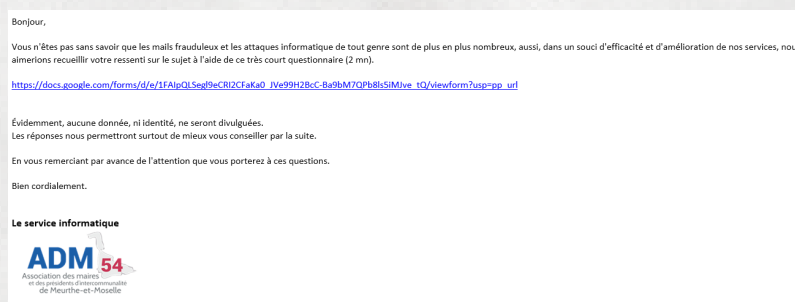 Bonjour,
Vous n'êtes pas sans savoir que les mails frauduleux et les attaques informatique de tout genre sont de plus en plus nombreux, aussi, dans un souci d'efficacité et d'amélioration de nos services, nou
aimerions recueillir votre ressenti sur le sujet à l'aide de ce très court questionnaire (2 mn).
https://docs.google.com/forms/d/e/1FAIpQLSegl9eCRI2CFaKa0_JVe99H2BcC-Ba9bM7QPb8ls5iMJve_tQ/viewform?usp=pp_url
Évidemment, aucune donnée, ni identité, ne seront divulguées.
Les réponses nous permettront surtout de mieux vous conseiller par la suite.
En vous remerciant par avance de l'attention que vous porterez à ces questions.
Bien cordialement.
Le service informatique
ADM 54
Association des maires
et des présidents d'intercommunalité
de Meurthe-et-Moselle